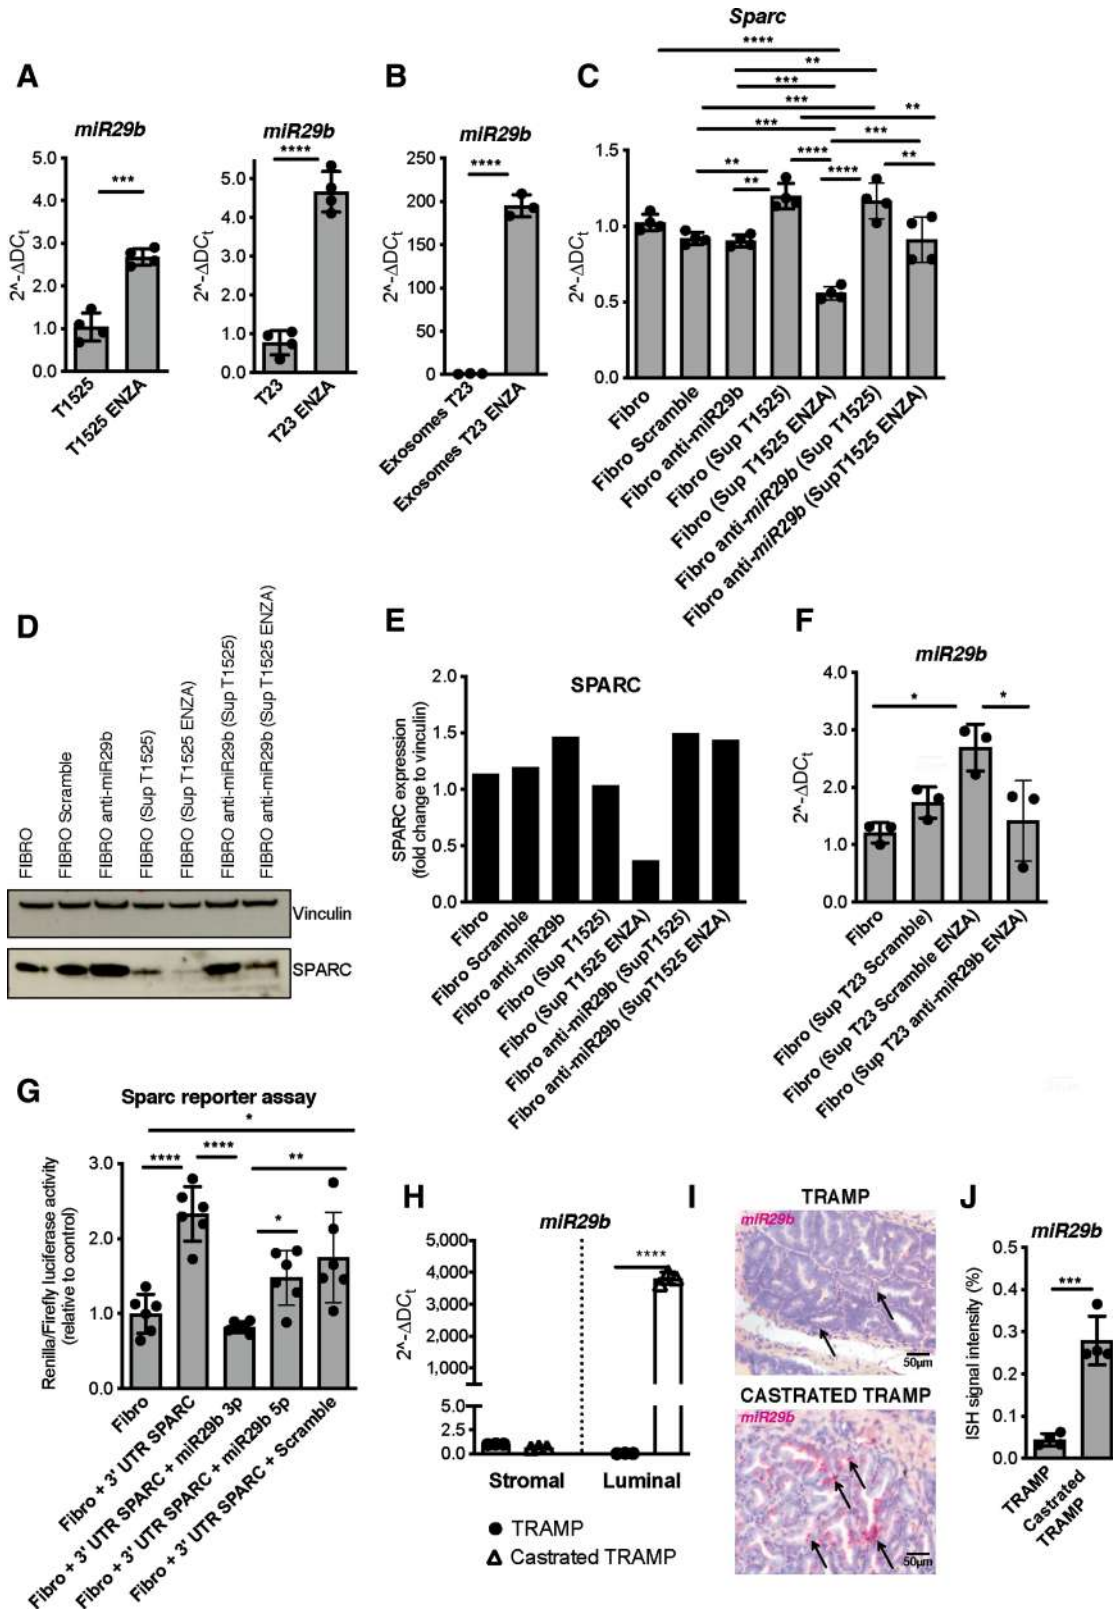 A
miR29b
2^-ΔDCt
5.0
4.0
3.0
2.0
1.0
0.0
***
T1525
T1525 ENZA
miR29b
2^-ΔDCt
5.0
4.0
3.0
2.0
1.0
0.0
****
T23
T23 ENZA
B
miR29b
2^-ΔDCt
250
200
150
100
50
0
****
Exosomes T23
Exosomes T23 ENZA
C
Sparc
****
**
***
***
**
***
***
**
****
**
**
****
2^-ΔDCt
1.5
1.0
0.5
0.0
Fibro
Fibro Scramble
Fibro anti-miR29b
Fibro (Sup T1525)
Fibro (Sup T1525 ENZA)
Fibro anti-miR29b (Sup T1525)
Fibro anti-miR29b (SupT1525 ENZA)
D
FIBRO
FIBRO Scramble
FIBRO anti-miR29b
FIBRO (Sup T1525)
FIBRO (Sup T1525 ENZA)
FIBRO anti-miR29b (Sup T1525)
FIBRO anti-miR29b (Sup T1525 ENZA)
Vinculin
SPARC
E
SPARC
SPARC expression
(fold change to vinculin)
2.0
1.5
1.0
0.5
0.0
Fibro
Fibro Scramble
Fibro anti-miR29b
Fibro (Sup T1525)
Fibro (Sup T1525 ENZA)
Fibro anti-miR29b (SupT1525)
Fibro anti-miR29b (SupT1525 ENZA)
F
miR29b
2^-ΔDCt
4.0
3.0
2.0
1.0
0.0
*
*
Fibro
Fibro (Sup T23 Scramble)
Fibro (Sup T23 Scramble ENZA)
Fibro (Sup T23 anti-miR29b ENZA)
G
Sparc reporter assay
Renilla/Firefly luciferase activity
(relative to control)
3.0
2.0
1.0
0.0
*
****
****
**
*
Fibro
Fibro + 3' UTR SPARC
Fibro + 3' UTR SPARC + miR29b 3p
Fibro + 3' UTR SPARC + miR29b 5p
Fibro + 3' UTR SPARC + Scramble
H
miR29b
2^-ΔDCt
5,000
4,000
3,000
2,000
1,000
5.0
2.5
0.0
****
Stromal
Luminal
TRAMP
Castrated TRAMP
I
TRAMP
miR29b
50µm
CASTRATED TRAMP
miR29b
50µm
J
miR29b
ISH signal intensity (%)
0.5
0.4
0.3
0.2
0.1
0.0
***
TRAMP
Castrated
TRAMP